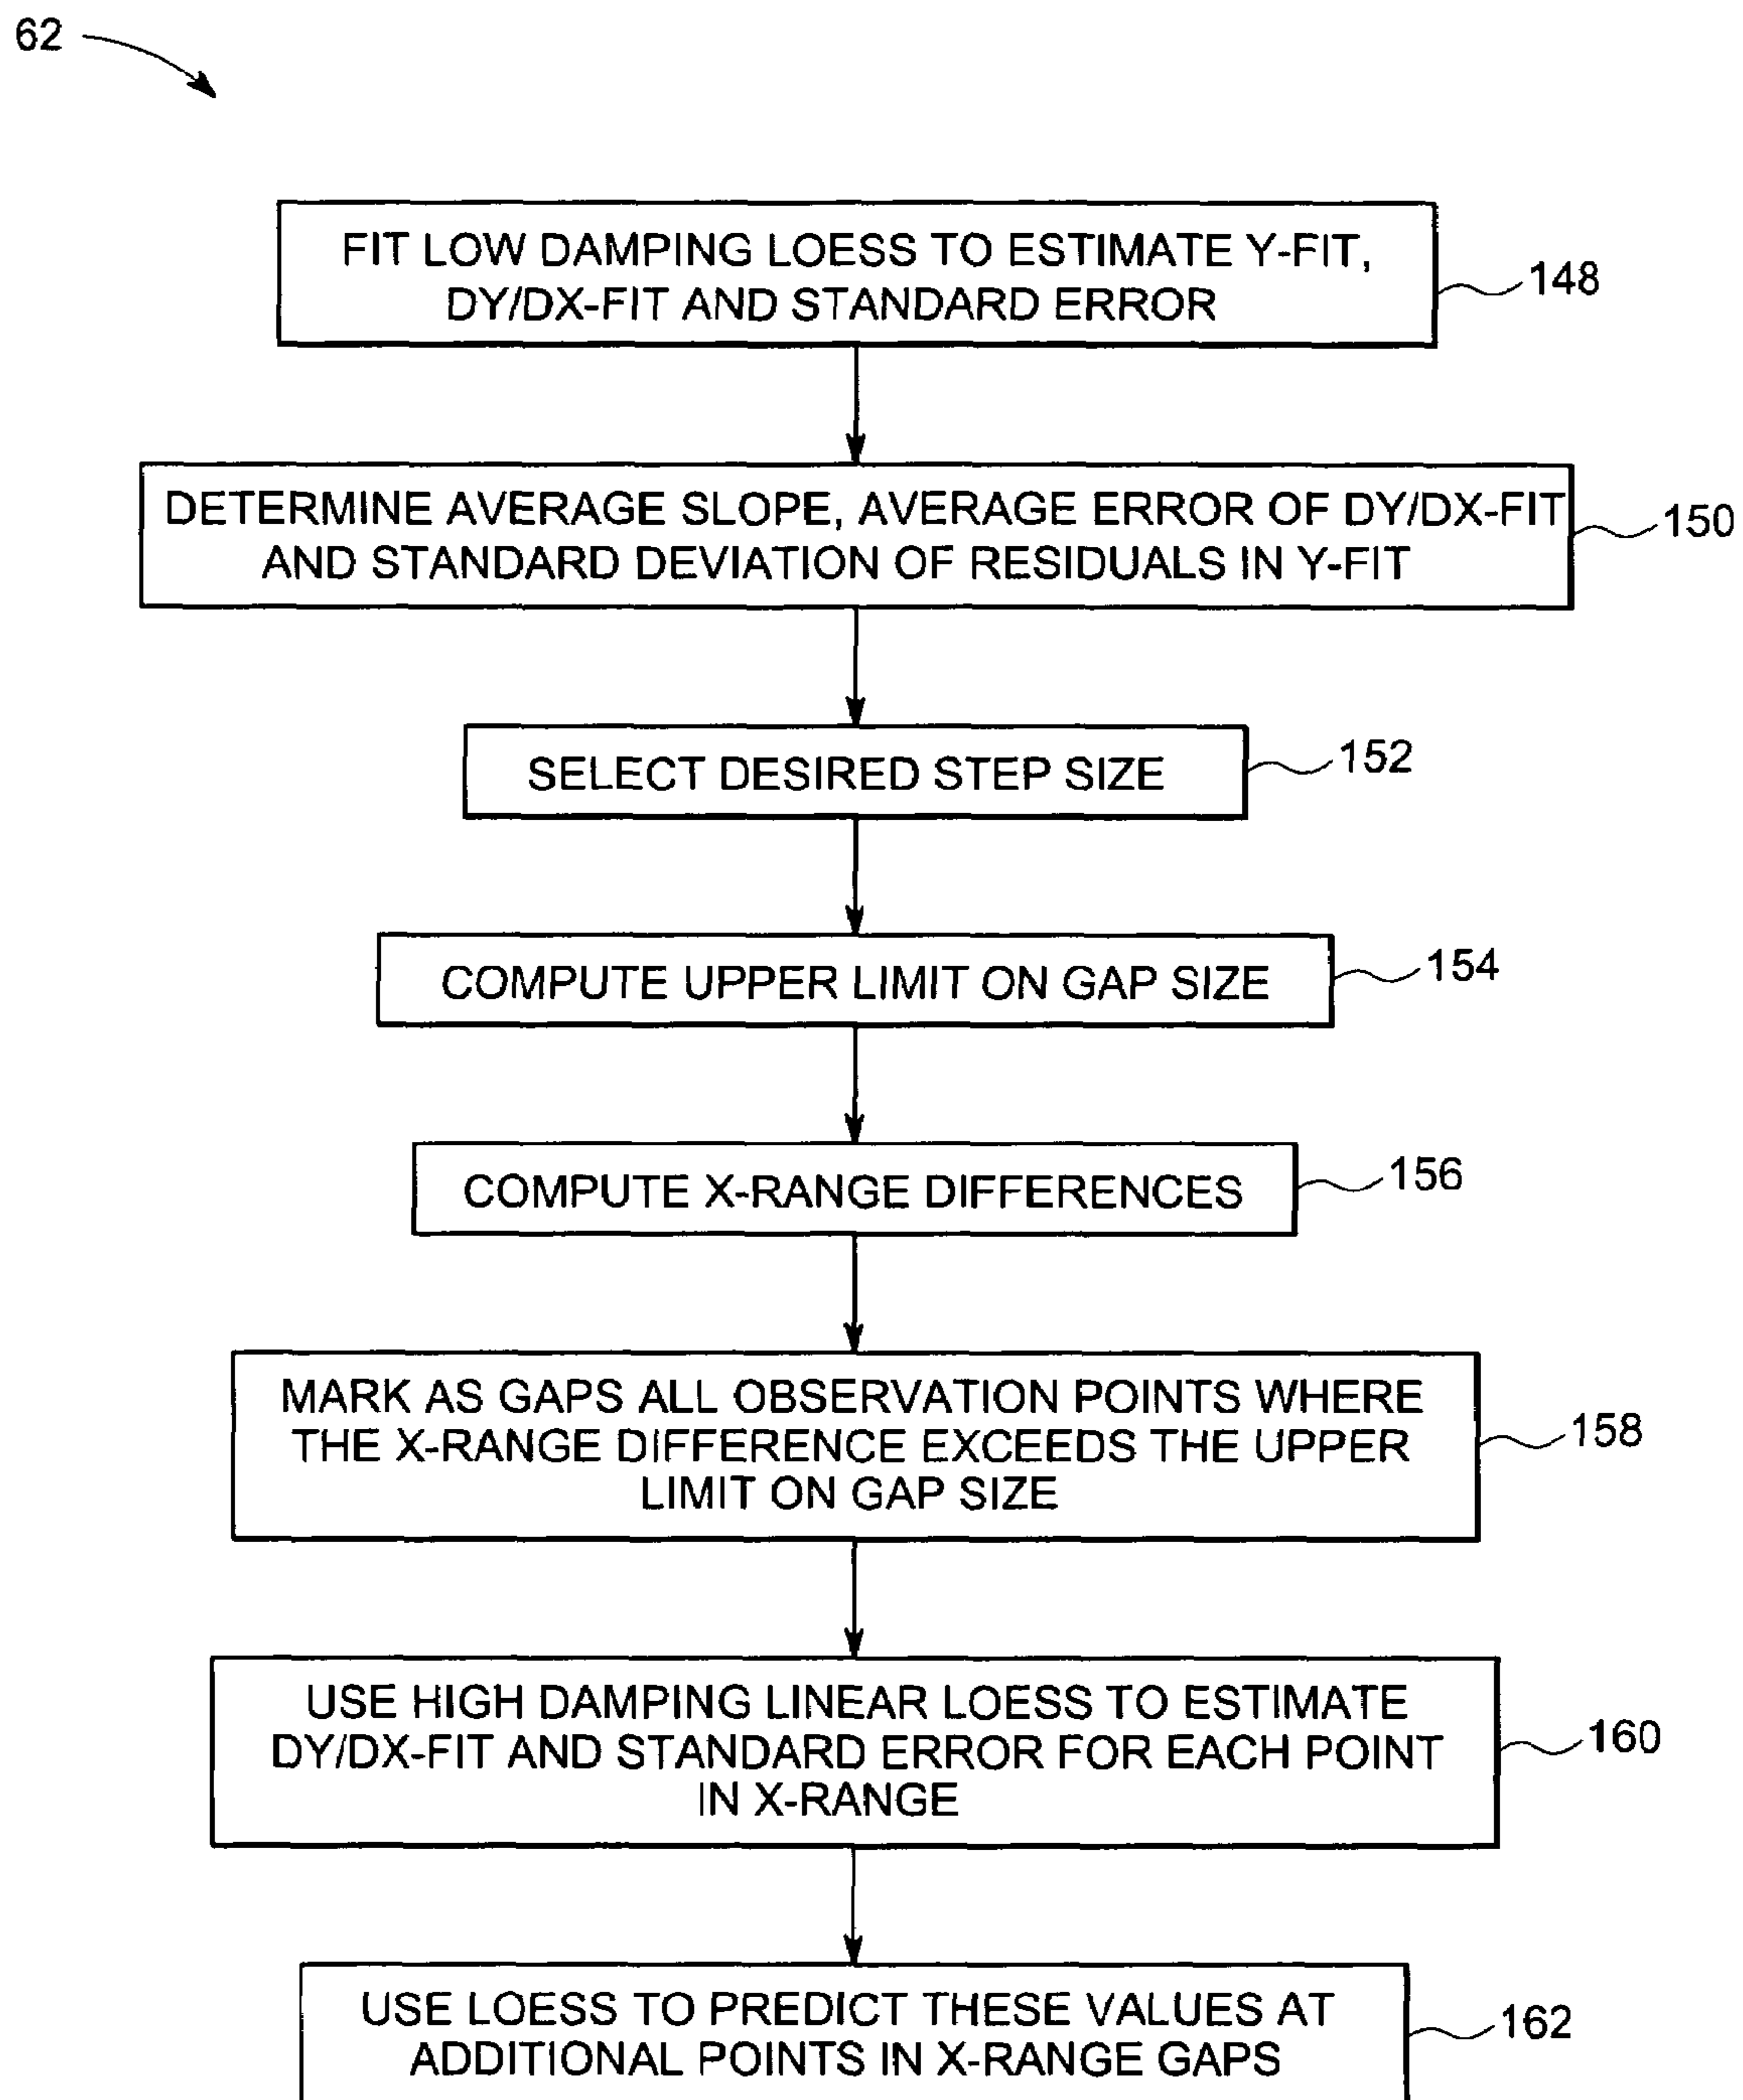 62
FIT LOW DAMPING LOESS TO ESTIMATE Y-FIT,
DY/DX-FIT AND STANDARD ERROR
148
DETERMINE AVERAGE SLOPE, AVERAGE ERROR OF DY/DX-FIT
AND STANDARD DEVIATION OF RESIDUALS IN Y-FIT
150
SELECT DESIRED STEP SIZE
152
COMPUTE UPPER LIMIT ON GAP SIZE
154
COMPUTE X-RANGE DIFFERENCES
156
MARK AS GAPS ALL OBSERVATION POINTS WHERE
THE X-RANGE DIFFERENCE EXCEEDS THE UPPER
LIMIT ON GAP SIZE
158
USE HIGH DAMPING LINEAR LOESS TO ESTIMATE
DY/DX-FIT AND STANDARD ERROR FOR EACH POINT
IN X-RANGE
160
USE LOESS TO PREDICT THESE VALUES AT
ADDITIONAL POINTS IN X-RANGE GAPS
162